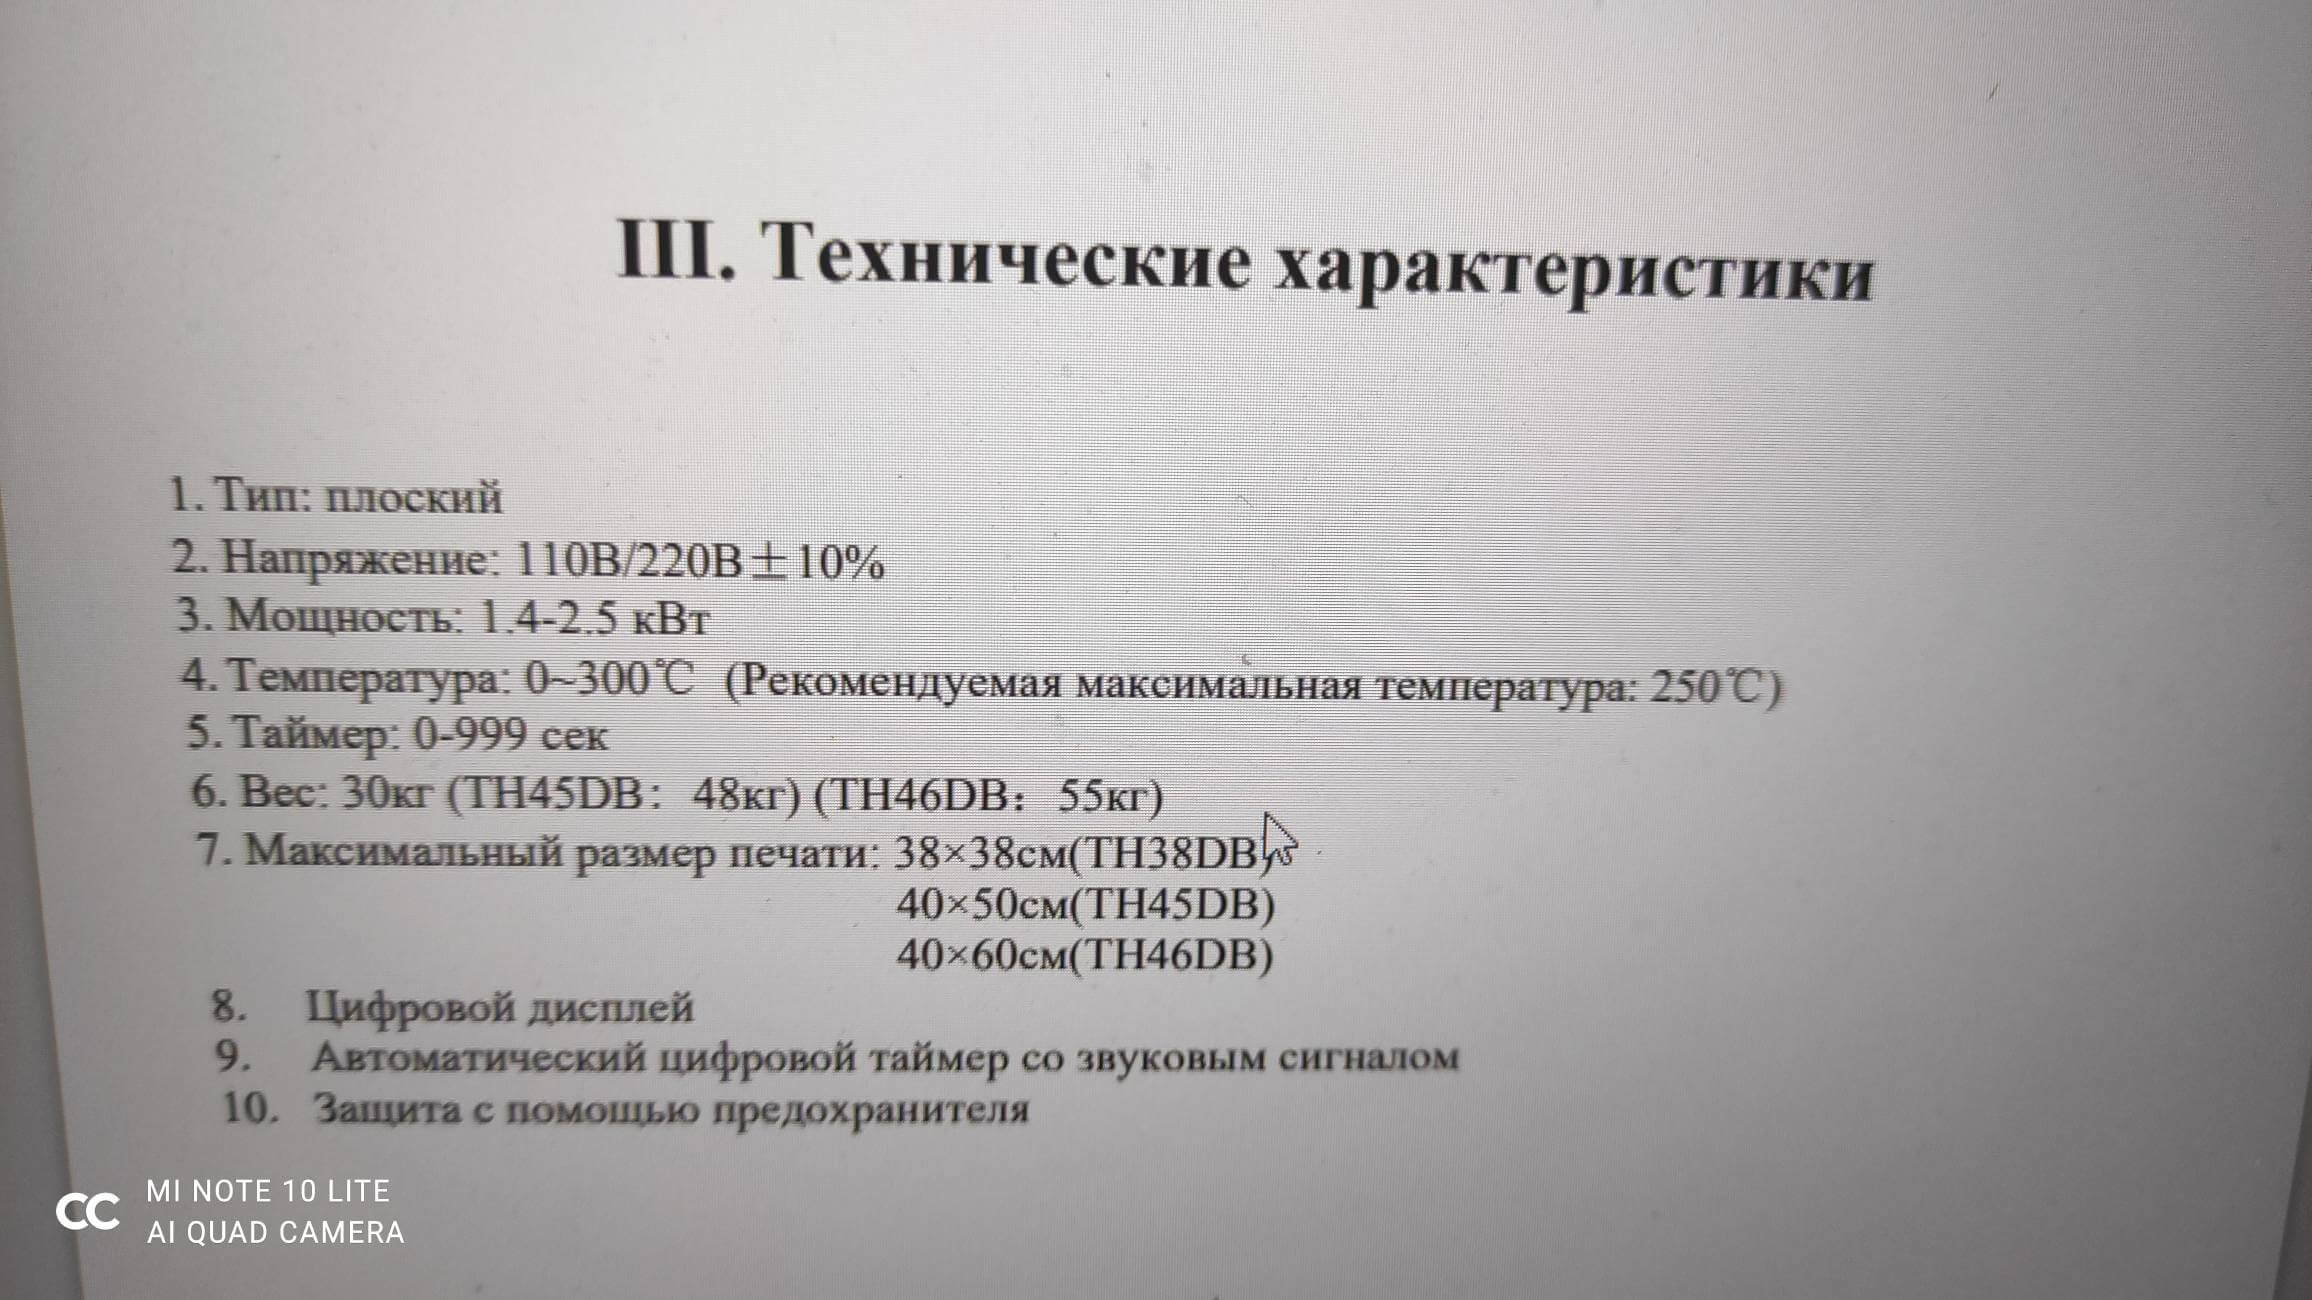 III. Технические характеристики
1. Тип: плоский
2. Напряжение: 110В/220В±10%
3. Мощность: 1.4-2.5 кВт
4. Температура: 0~300℃ (Рекомендуемая максимальная температура: 250℃)
5. Таймер: 0-999 сек
6. Вес: 30кг (TH45DB： 48кг) (TH46DB： 55кг)
7. Максимальный размер печати: 38×38см(TH38DB)
40×50см(TH45DB)
40×60см(TH46DB)
8. Цифровой дисплей
9. Автоматический цифровой таймер со звуковым сигналом
10. Защита с помощью предохранителя
MI NOTE 10 LITE
AI QUAD CAMERA